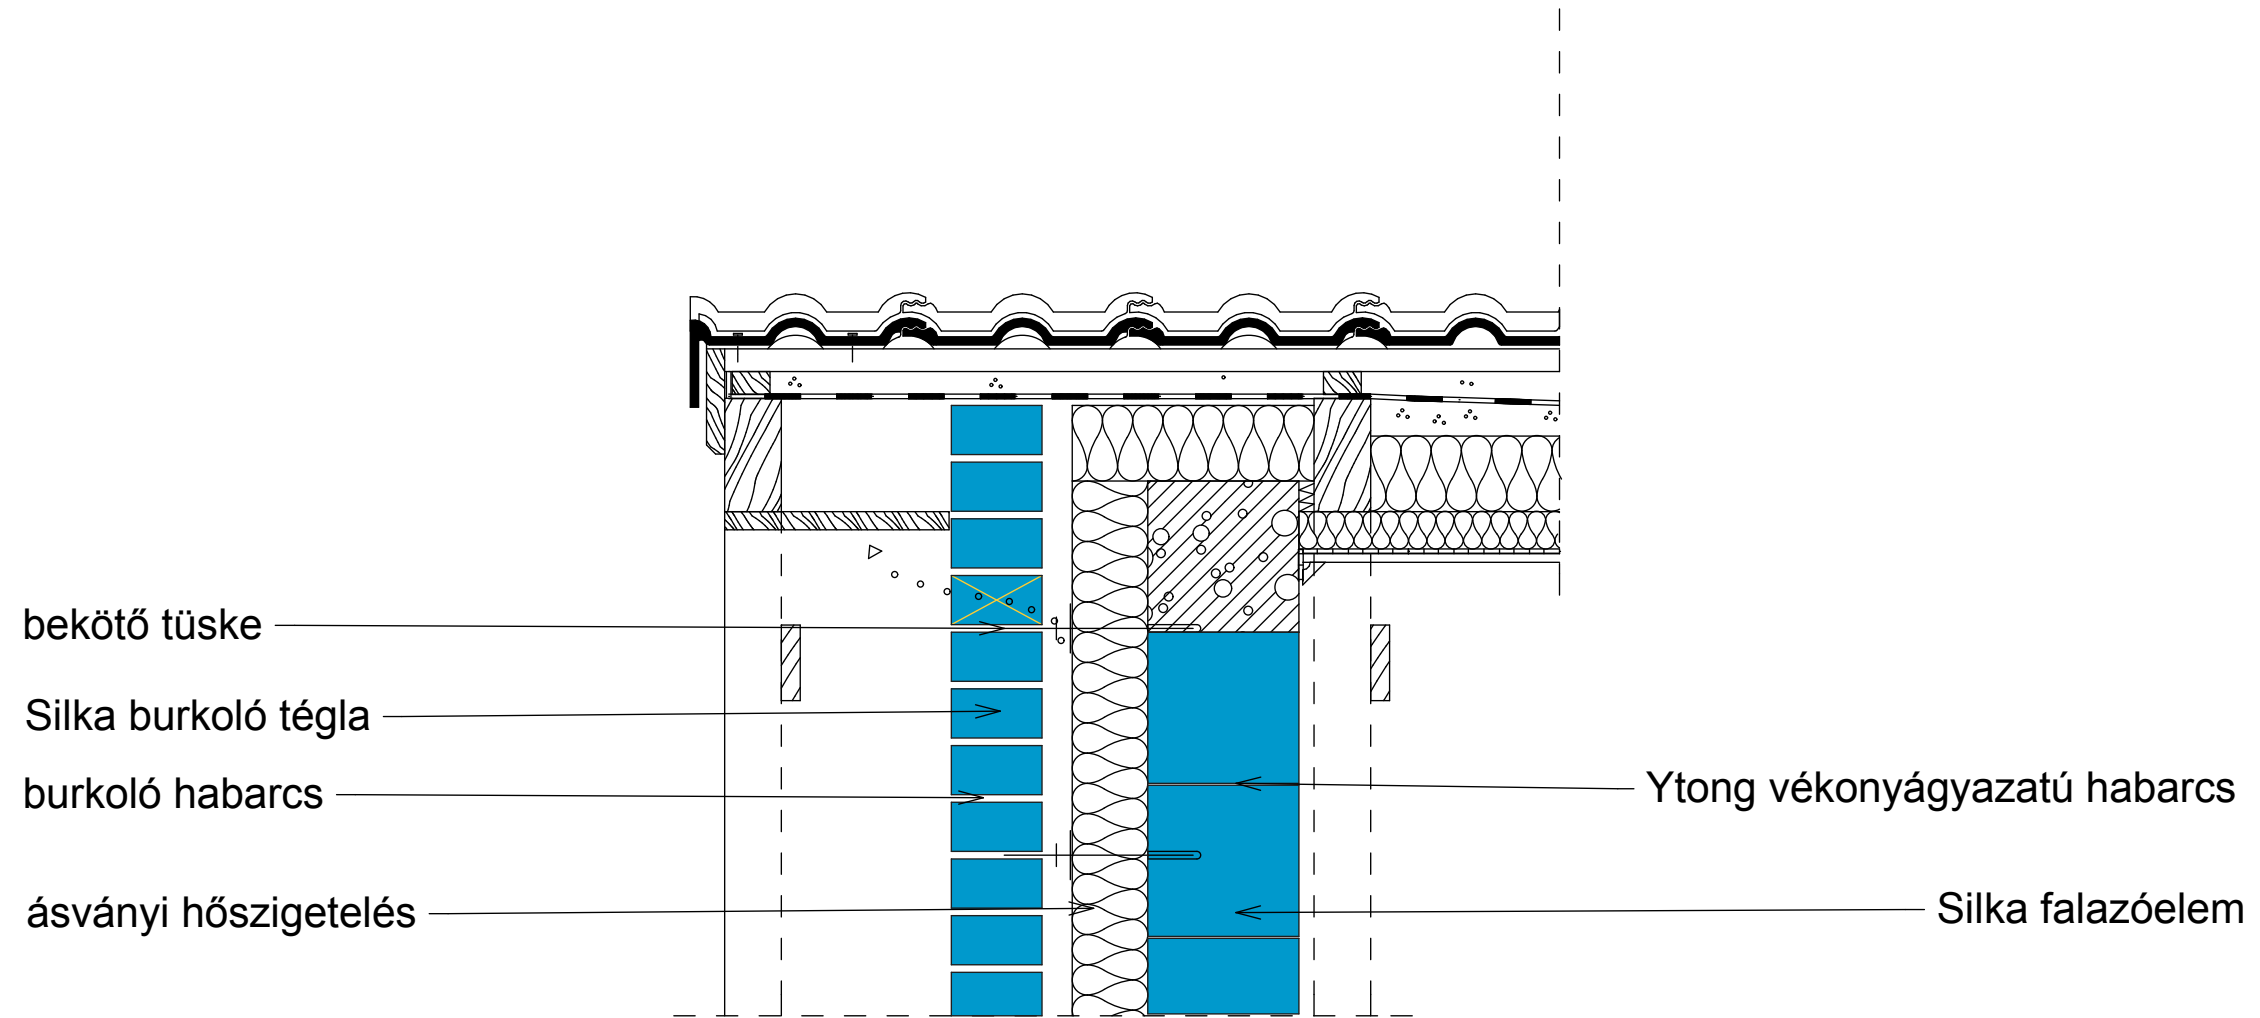 bekötő tüske
Silka burkoló tégla
burkoló habarcs
ásványi hőszigetelés
Ytong vékonyágyazatú habarcs
Silka falazóelem